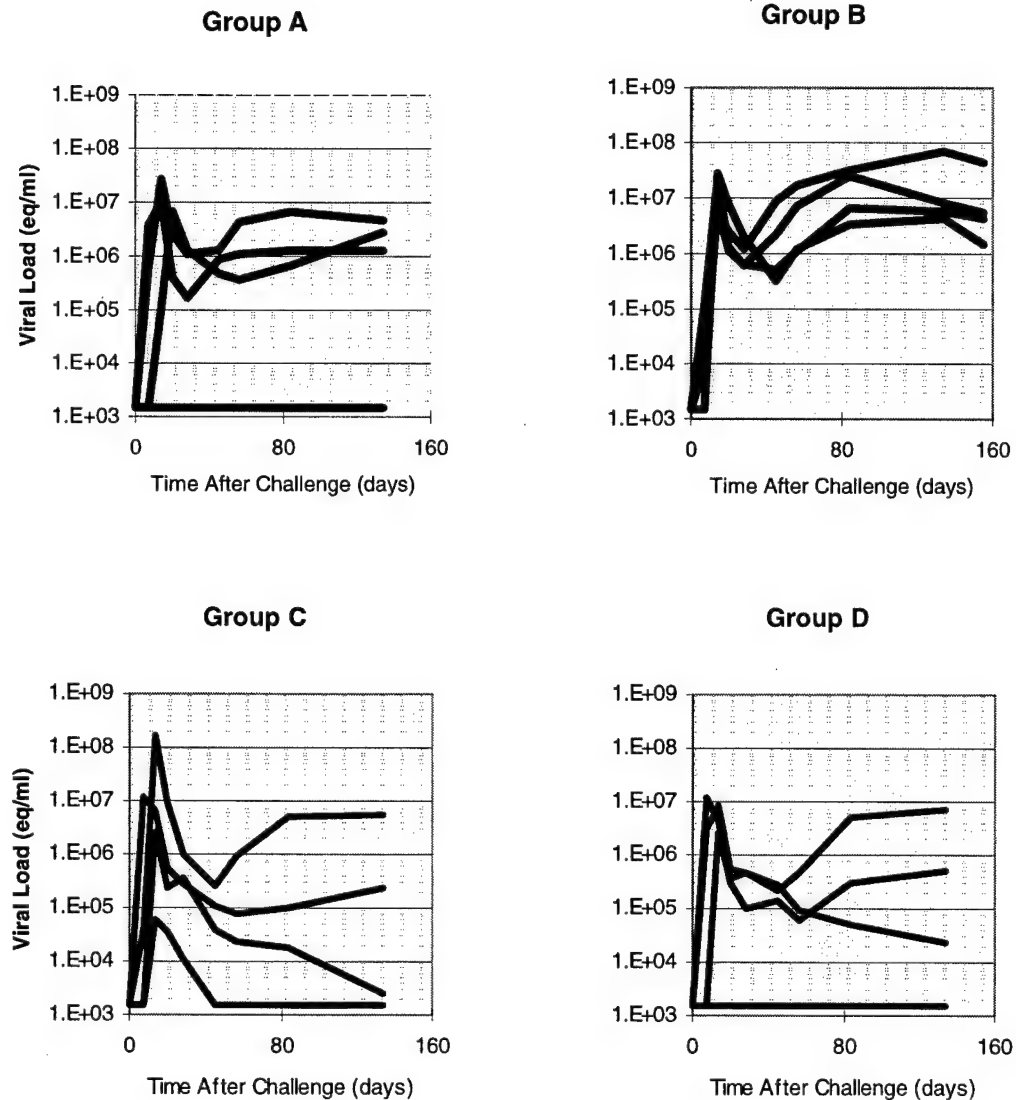 Group A
Group B
Viral Load (eq/ml)
1.E+09
1.E+08
1.E+07
1.E+06
1.E+05
1.E+04
1.E+03
0
80
160
Time After Challenge (days)
1.E+09
1.E+08
1.E+07
1.E+06
1.E+05
1.E+04
1.E+03
0
80
160
Time After Challenge (days)
Group C
Group D
Viral Load (eq/ml)
1.E+09
1.E+08
1.E+07
1.E+06
1.E+05
1.E+04
1.E+03
0
80
160
Time After Challenge (days)
1.E+09
1.E+08
1.E+07
1.E+06
1.E+05
1.E+04
1.E+03
0
80
160
Time After Challenge (days)